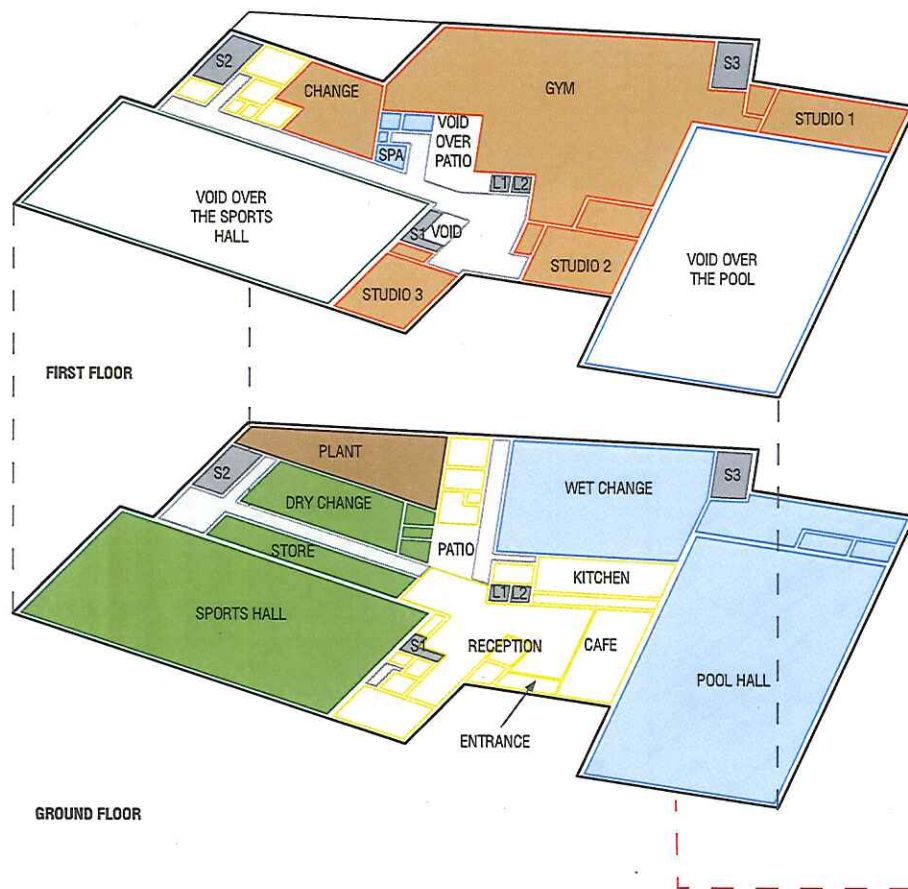 S2
S3
CHANGE
GYM
STUDIO 1
VOID
OVER
PATIO
SPA
L1 L2
VOID OVER
THE SPORTS
HALL
S1 VOID
STUDIO 2
VOID OVER
THE POOL
STUDIO 3
FIRST FLOOR
PLANT
S2
S3
WET CHANGE
DRY CHANGE
STORE
PATIO
KITCHEN
L1 L2
SPORTS HALL
S1
RECEPTION
CAFE
POOL HALL
ENTRANCE
GROUND FLOOR